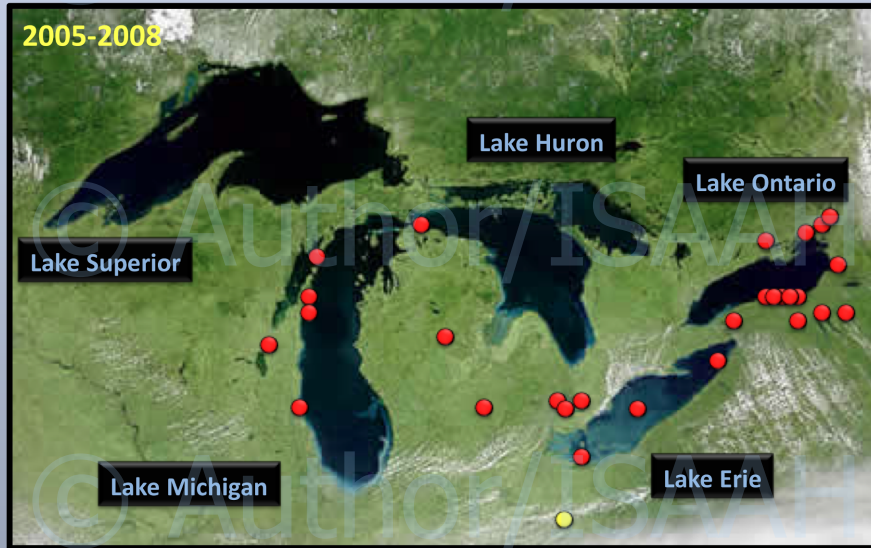 2005-2008
Lake Huron
Lake Ontario
© Author/ISAAH
Lake Superior
Lake Michigan
Lake Erie
© Author/ISAAH